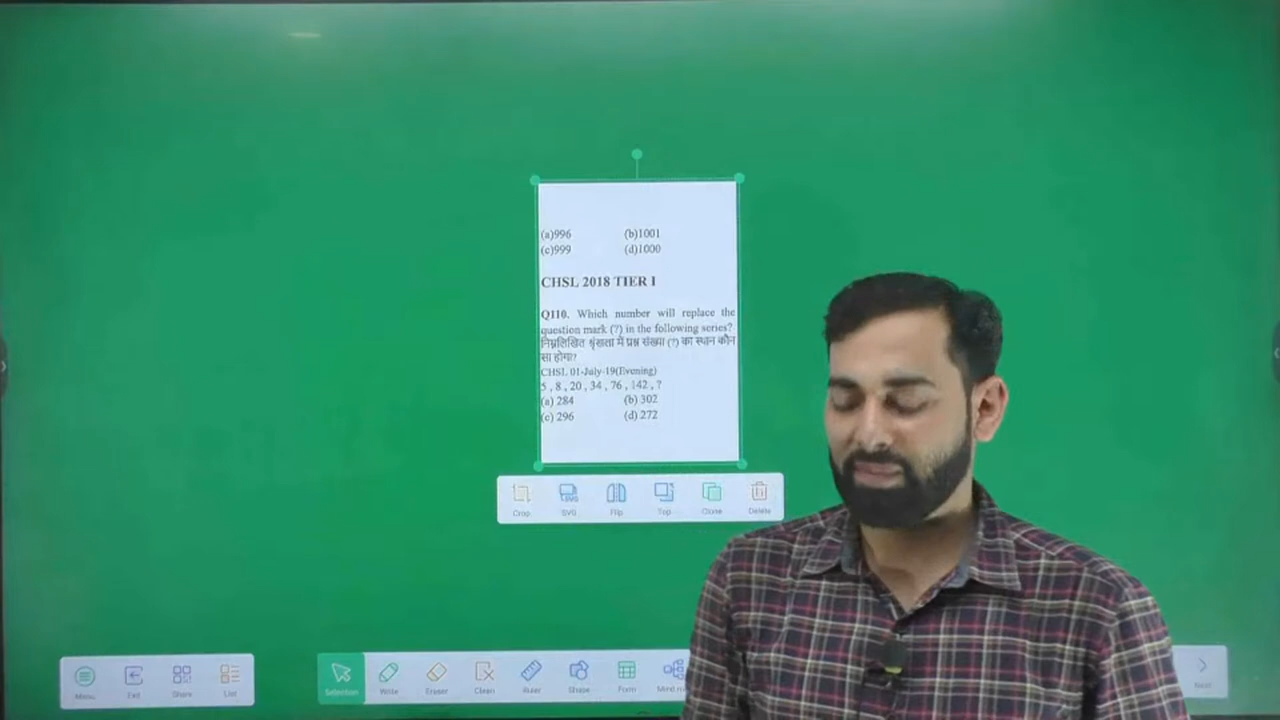 (a)996 (b)1001
(c)999 (d)1000
CHSL 2018 TIER I
Q110. Which number will replace the
question mark (?) in the following series?
निम्नलिखित श्रृंखला में प्रश्न संख्या (?) का स्थान कौन
सा होगा?
CHSL 01-July-19(Evening)
5 , 8 , 20 , 34 , 76 , 142 , ?
(a) 284 (b) 302
(c) 296 (d) 272
Crop SVG Flip Top Clone Delete
Menu Exit Share List Selection Write Eraser Clean Ruler Shape Form Mind Next